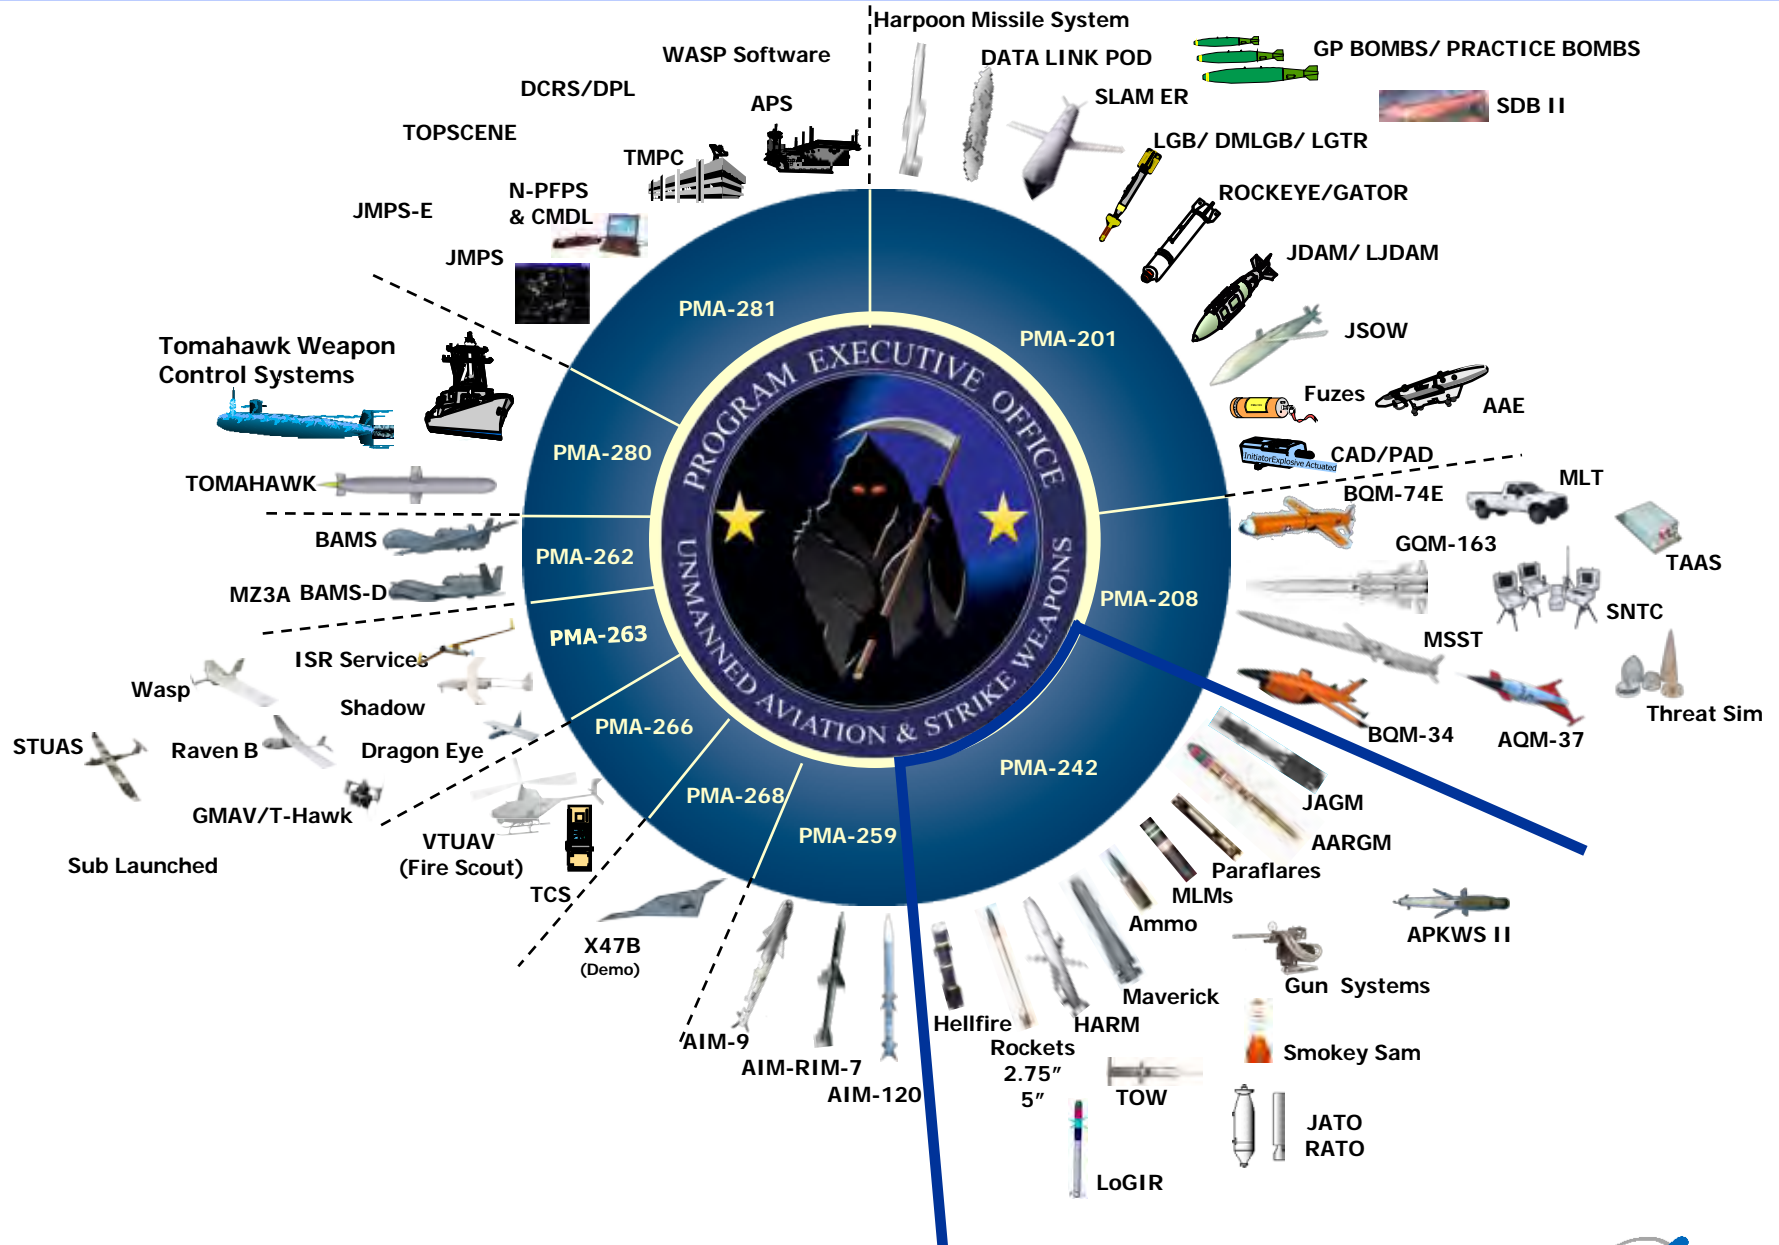 Harpoon Missile System
WASP Software
DATA LINK POD
GP BOMBS/ PRACTICE BOMBS
DCRS/DPL
APS
SLAM ER
SDB II
TOPSCENE
TMPC
LGB/ DMLGB/ LGTR
N-PFPS
& CMDL
JMPS-E
ROCKEYE/GATOR
JMPS
JDAM/ LJDAM
PMA-281
PMA-201
JSOW
Tomahawk Weapon
Control Systems
Fuzes
AAE
PMA-280
CAD/PAD
InitiatorExplosive Actuated
TOMAHAWK
BQM-74E
MLT
BAMS
PMA-262
GQM-163
TAAS
MZ3A BAMS-D
PMA-208
SNTC
PMA-263
MSST
ISR Services
Wasp
Shadow
PMA-266
BQM-34
AQM-37
Threat Sim
STUAS
Raven B
Dragon Eye
PMA-242
PMA-268
JAGM
GMAV/T-Hawk
PMA-259
AARGM
VTUAV
(Fire Scout)
Sub Launched
Paraflares
TCS
MLMs
Ammo
APKWS II
X47B
(Demo)
Gun Systems
Maverick
Hellfire
HARM
AIM-9
Rockets
2.75”
5”
Smokey Sam
AIM-RIM-7
AIM-120
TOW
JATO
RATO
LoGIR
PROGRAM EXECUTIVE OFFICE
UNMANNED AVIATION & STRIKE WEAPONS